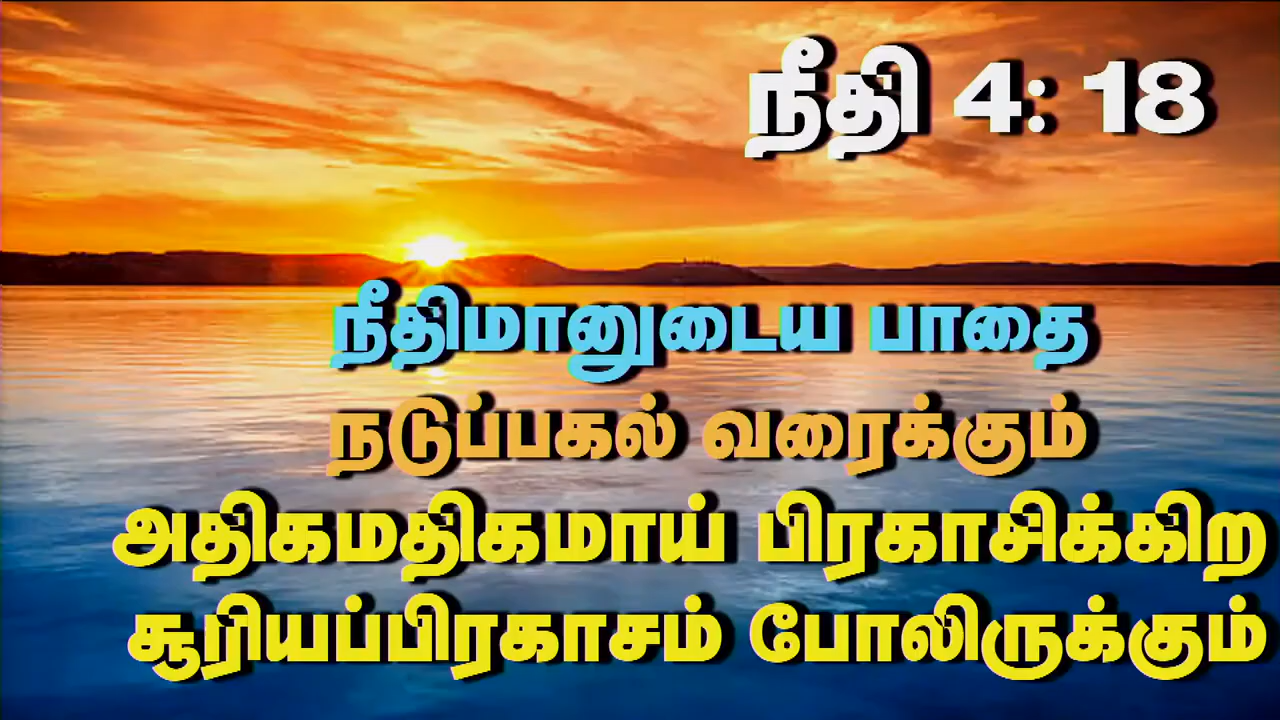 நீதி 4: 18
நீதிமானுடைய பாதை
நடுப்பகல் வரைக்கும்
அதிகமதிகமாய் பிரகாசிக்கிற
சூரியப்பிரகாசம் போலிருக்கும்